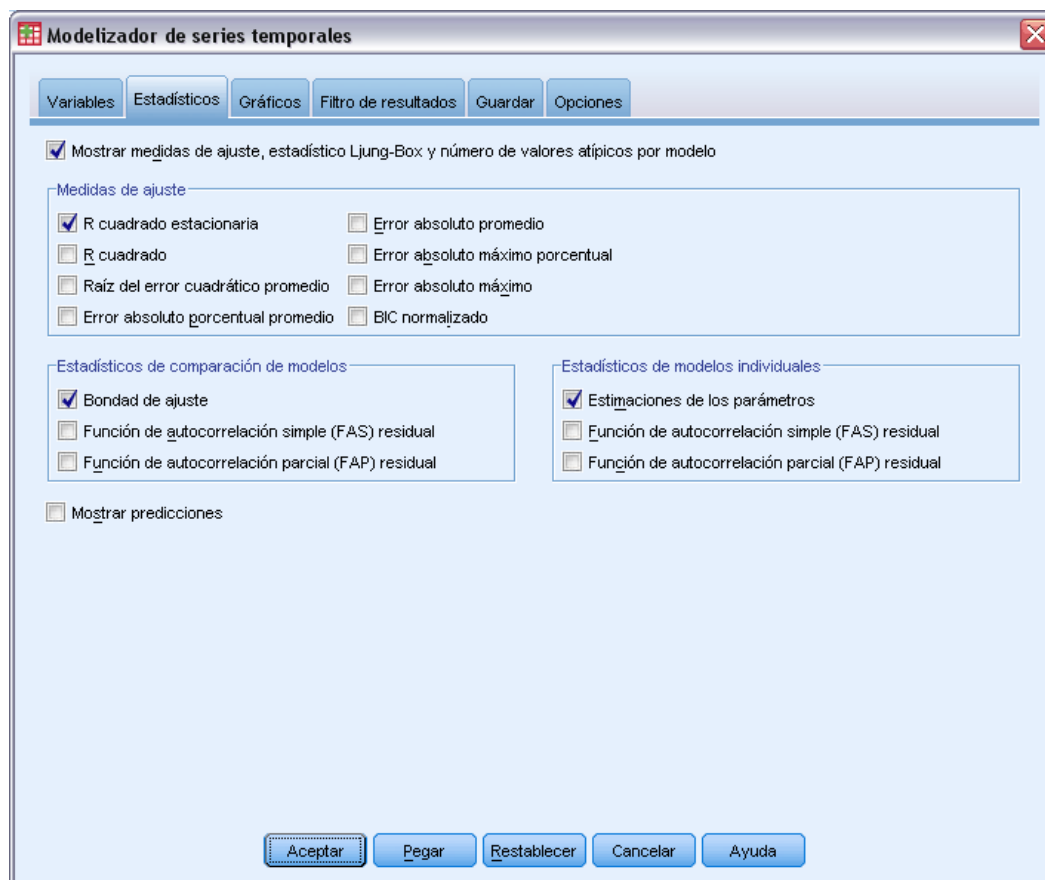 Modelizador de series temporales
Variables Estadísticos Gráficos Filtro de resultados Guardar Opciones
Mostrar medidas de ajuste, estadístico Ljung-Box y número de valores atípicos por modelo
Medidas de ajuste
R cuadrado estacionaria
R cuadrado
Raíz del error cuadrático promedio
Error absoluto porcentual promedio
Error absoluto promedio
Error absoluto máximo porcentual
Error absoluto máximo
BIC normalizado
Estadísticos de comparación de modelos
Bondad de ajuste
Función de autocorrelación simple (FAS) residual
Función de autocorrelación parcial (FAP) residual
Estadísticos de modelos individuales
Estimaciones de los parámetros
Función de autocorrelación simple (FAS) residual
Función de autocorrelación parcial (FAP) residual
Mostrar predicciones
Aceptar Pegar Restablecer Cancelar Ayuda